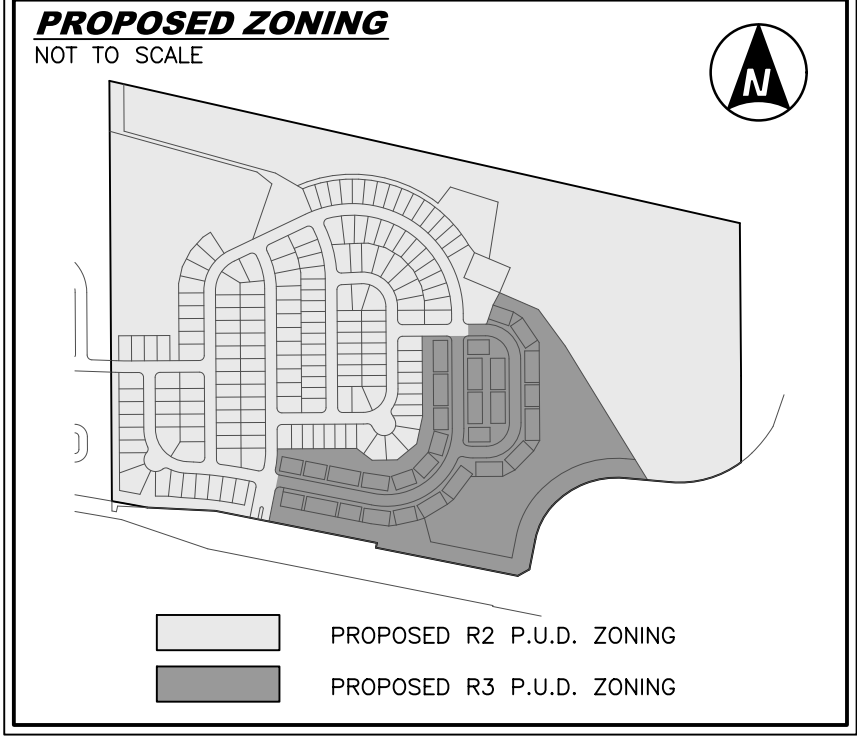 PROPOSED ZONING
NOT TO SCALE
N
PROPOSED R2 P.U.D. ZONING
PROPOSED R3 P.U.D. ZONING